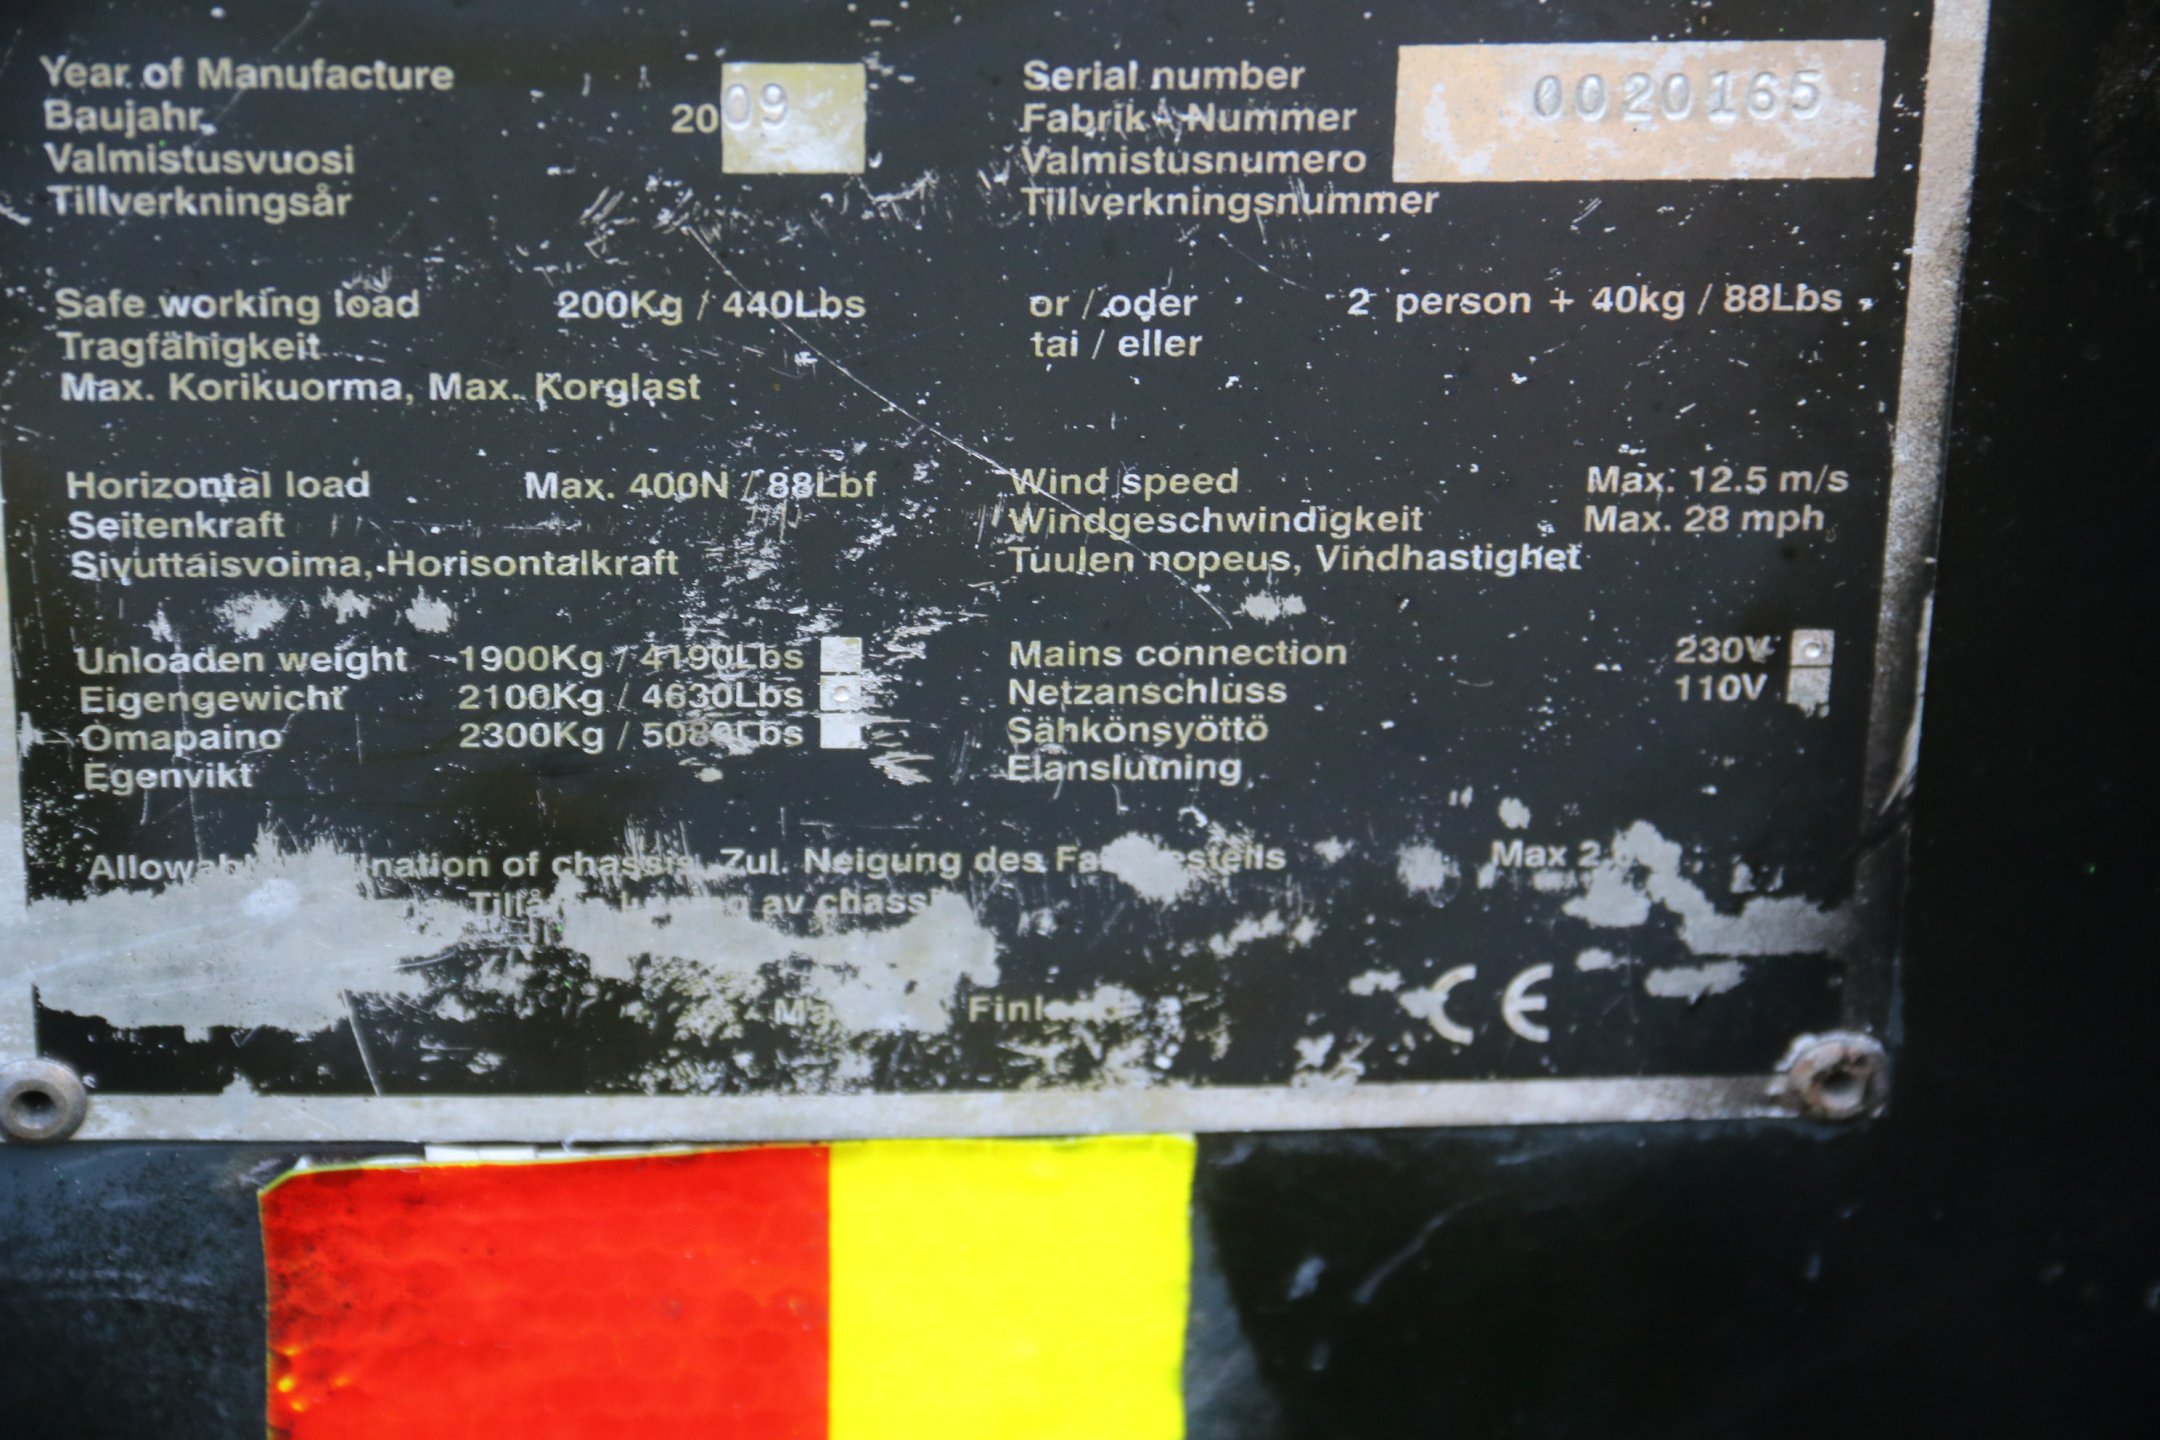 Year of Manufacture
Baujahr
Valmistusvuosi
Tillverkningsår
2009
Serial number
Fabrik - Nummer
Valmistusnumero
Tillverkningsnummer
0020165
Safe working load 200Kg / 440Lbs or / oder 2 person + 40kg / 88Lbs
Tragfähigkeit tai / eller
Max. Korikuorma, Max. Korglast
Horizontal load Max. 400N / 88Lbf
Seitenkraft
Sivuttaisvoima, Horisontalkraft
Wind speed Max. 12.5 m/s
Windgeschwindigkeit Max. 28 mph
Tuulen nopeus, Vindhastighet
Unloaden weight 1900Kg / 4190Lbs
Eigengewicht 2100Kg / 4630Lbs
Omapaino 2300Kg / 5080Lbs
Egenvikt
Mains connection 230V
Netzanschluss 110V
Sähkönsyöttö
Elanslutning
of chassis, Zul. Neigung des Max
av
CE